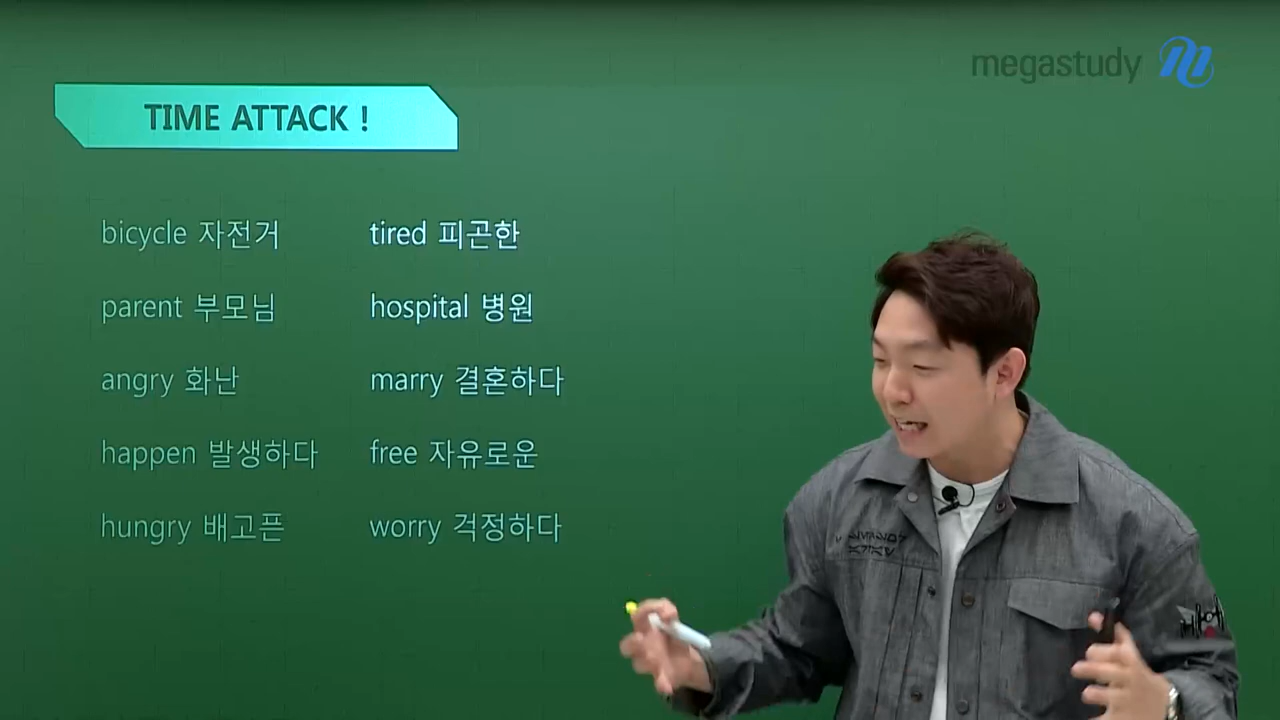 megastudy
TIME ATTACK !
bicycle 자전거
parent 부모님
angry 화난
happen 발생하다
hungry 배고픈
tired 피곤한
hospital 병원
marry 결혼하다
free 자유로운
worry 걱정하다